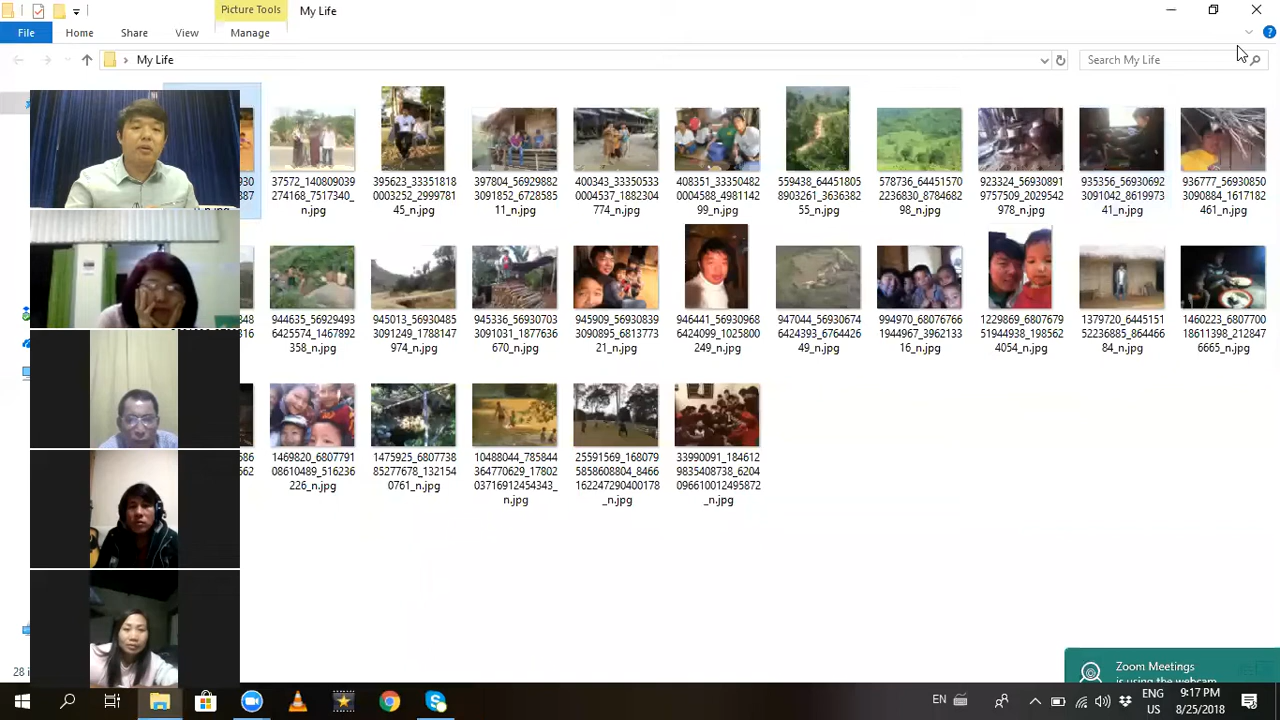 Picture Tools
My Life
File
Home
Share
View
Manage
My Life
Search My Life
37572_140809039
274168_7517340_
n.jpg
395623_33351818
0003252_2999781
45_n.jpg
397804_56929882
3091852_6728585
11_n.jpg
400343_33350533
0004537_1882304
774_n.jpg
408351_33350482
0004588_4981142
99_n.jpg
559438_64451805
8903261_3636382
55_n.jpg
578736_64451570
2236830_8784682
98_n.jpg
923324_56930891
9757509_2029542
978_n.jpg
935356_56930692
3091042_8619973
41_n.jpg
936777_56930850
3090884_1617182
461_n.jpg
944635_56929493
6425574_1467892
358_n.jpg
945013_56930485
3091249_1788147
974_n.jpg
945336_56930703
3091031_1877636
670_n.jpg
945909_56930839
3090895_6813773
21_n.jpg
946441_56930968
6424099_1025800
249_n.jpg
947044_56930674
6424393_6764426
49_n.jpg
994970_68076766
1944967_3962133
16_n.jpg
1229869_6807679
51944938_198562
4054_n.jpg
1379720_6445151
52236885_864466
84_n.jpg
1460223_6807700
18611398_212847
6665_n.jpg
1469820_6807791
08610489_516236
226_n.jpg
1475925_6807738
85277678_132154
0761_n.jpg
10488044_785844
364770629_17802
03716912454343_
n.jpg
25591569_168079
5858608804_8466
162247290400178
_n.jpg
33990091_184612
9835408738_6204
096610012495872
_n.jpg
28 i
Zoom Meetings
is using the webcam
EN
ENG
US
9:17 PM
8/25/2018